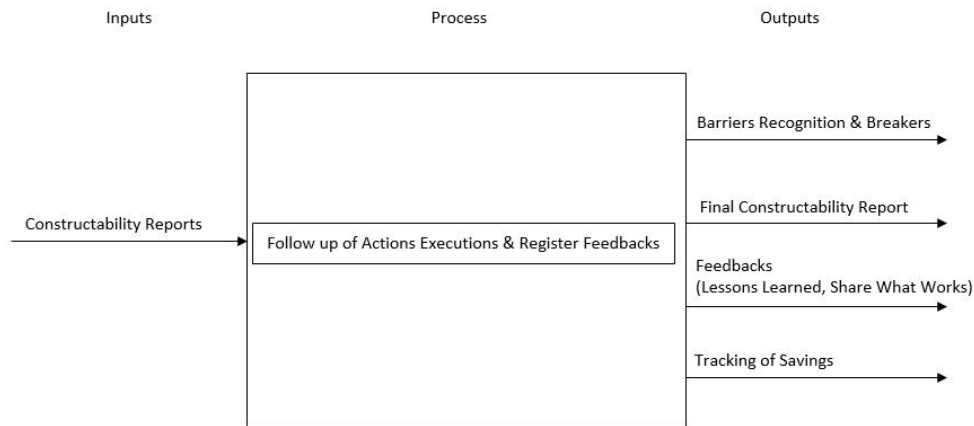 Inputs
Process
Outputs
Barriers Recognition & Breakers
Final Constructability Report
Constructability Reports
Follow up of Actions Executions & Register Feedbacks
Feedbacks
(Lessons Learned, Share What Works)
Tracking of Savings